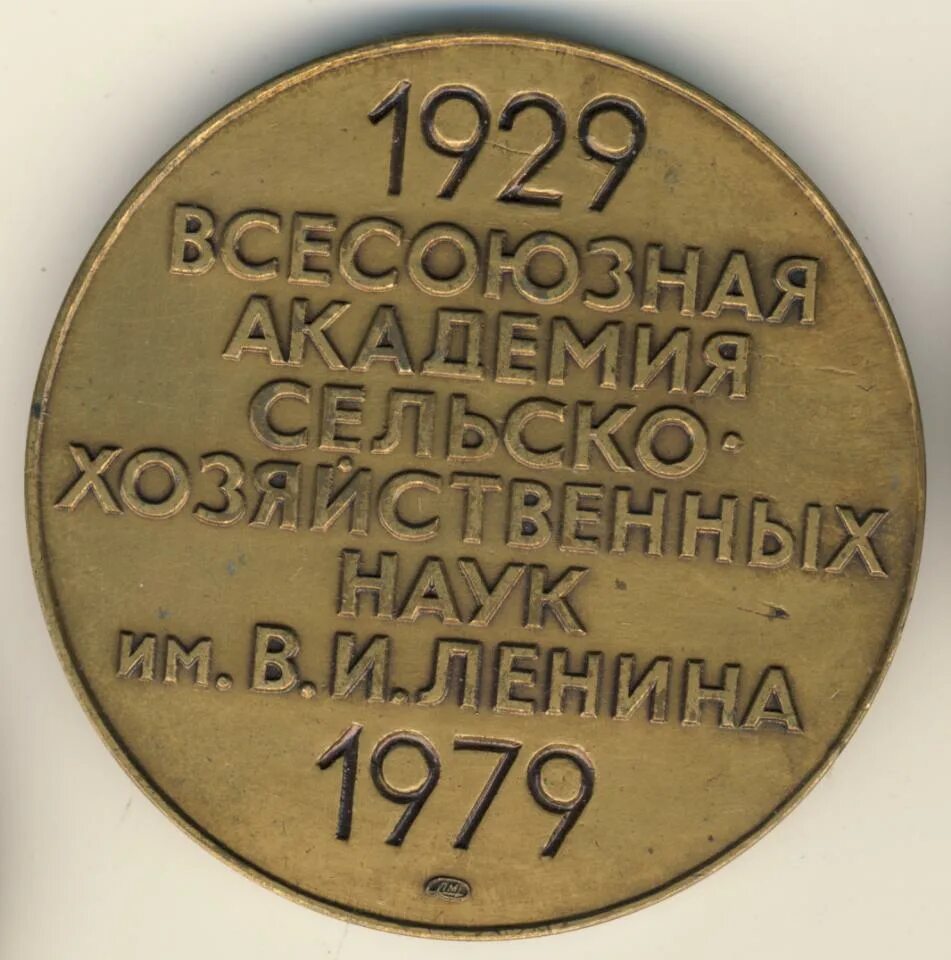 1929
ВСЕСОЮЗНАЯ
АКАДЕМИЯ
СЕЛЬСКО-
ХОЗЯЙСТВЕННЫХ
НАУК
им. В.И.ЛЕНИНА
1979
ЛМД